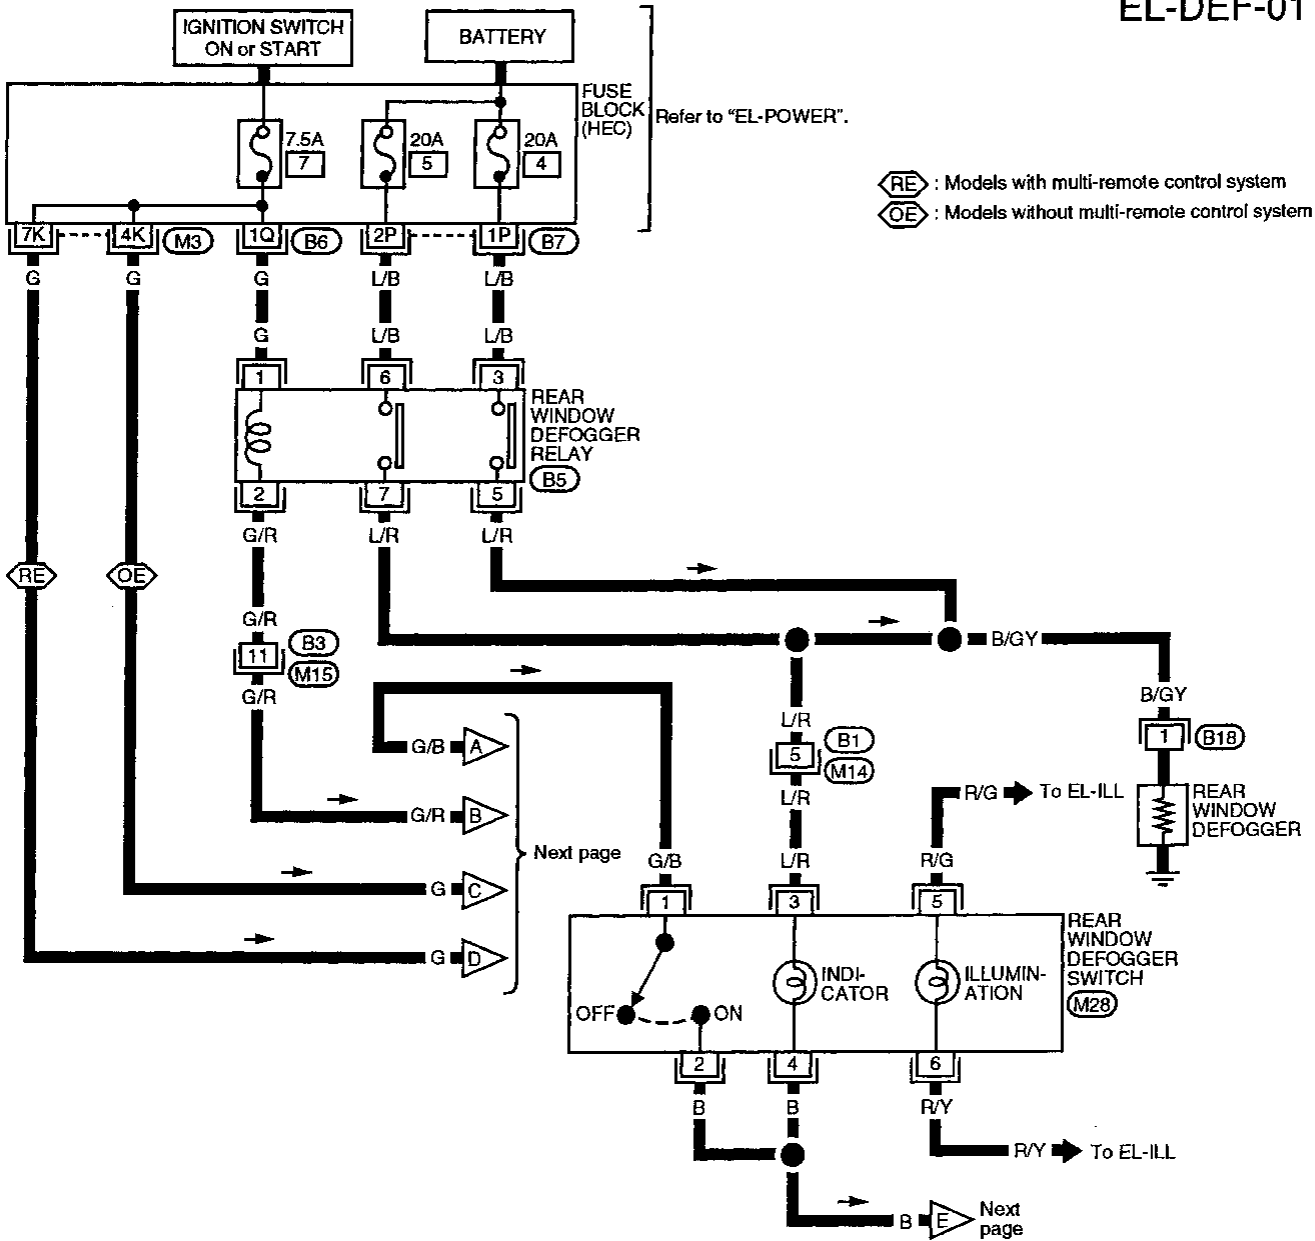 EL-DEF-01
IGNITION SWITCH
ON or START
BATTERY
FUSE
BLOCK
(HEC)
Refer to "EL-POWER".
7.5A
7
20A
5
20A
4
RE : Models with multi-remote control system
OE : Models without multi-remote control system
7K
4K
M3
1Q
B6
2P
1P
B7
G
G
G
L/B
L/B
G
L/B
L/B
1
6
3
REAR
WINDOW
DEFOGGER
RELAY
B5
2
7
5
G/R
L/R
L/R
RE
OE
G/R
11
B3
M15
G/R
B/GY
B/GY
1
B18
REAR
WINDOW
DEFOGGER
L/R
5
B1
M14
L/R
G/B
A
G/R
B
G
C
G
D
Next page
R/G
To EL-ILL
G/B
L/R
R/G
1
3
5
REAR
WINDOW
DEFOGGER
SWITCH
M28
INDI-
CATOR
ILLUMIN-
ATION
OFF
ON
2
4
6
B
B
R/Y
R/Y
To EL-ILL
B
E
Next
page